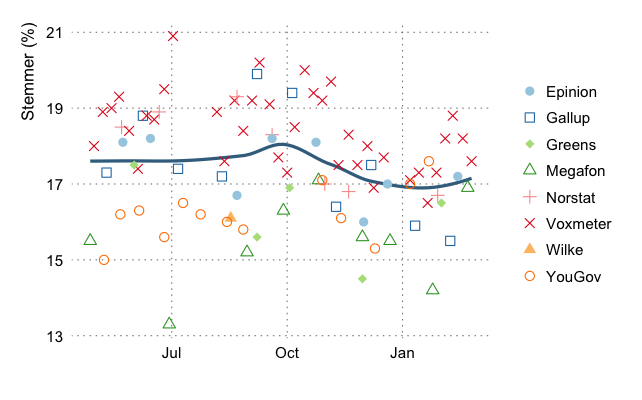 Stemmer (%)
21
19
17
15
13
Jul
Oct
Jan
Epinion
Gallup
Greens
Megafon
Norstat
Voxmeter
Wilke
YouGov